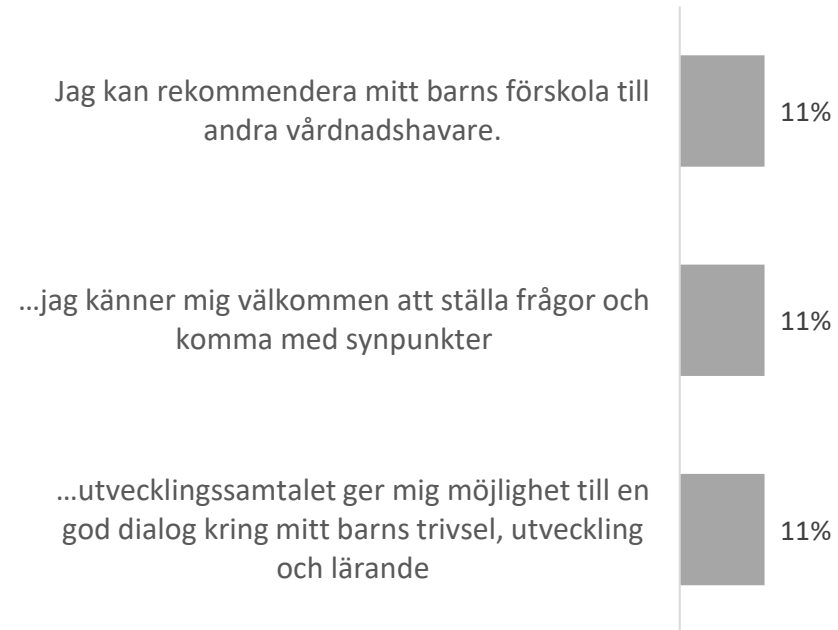 Jag kan rekommendera mitt barns förskola till
andra vårdnadshavare.
11%
…jag känner mig välkommen att ställa frågor och
komma med synpunkter
11%
…utvecklingssamtalet ger mig möjlighet till en
god dialog kring mitt barns trivsel, utveckling
och lärande
11%